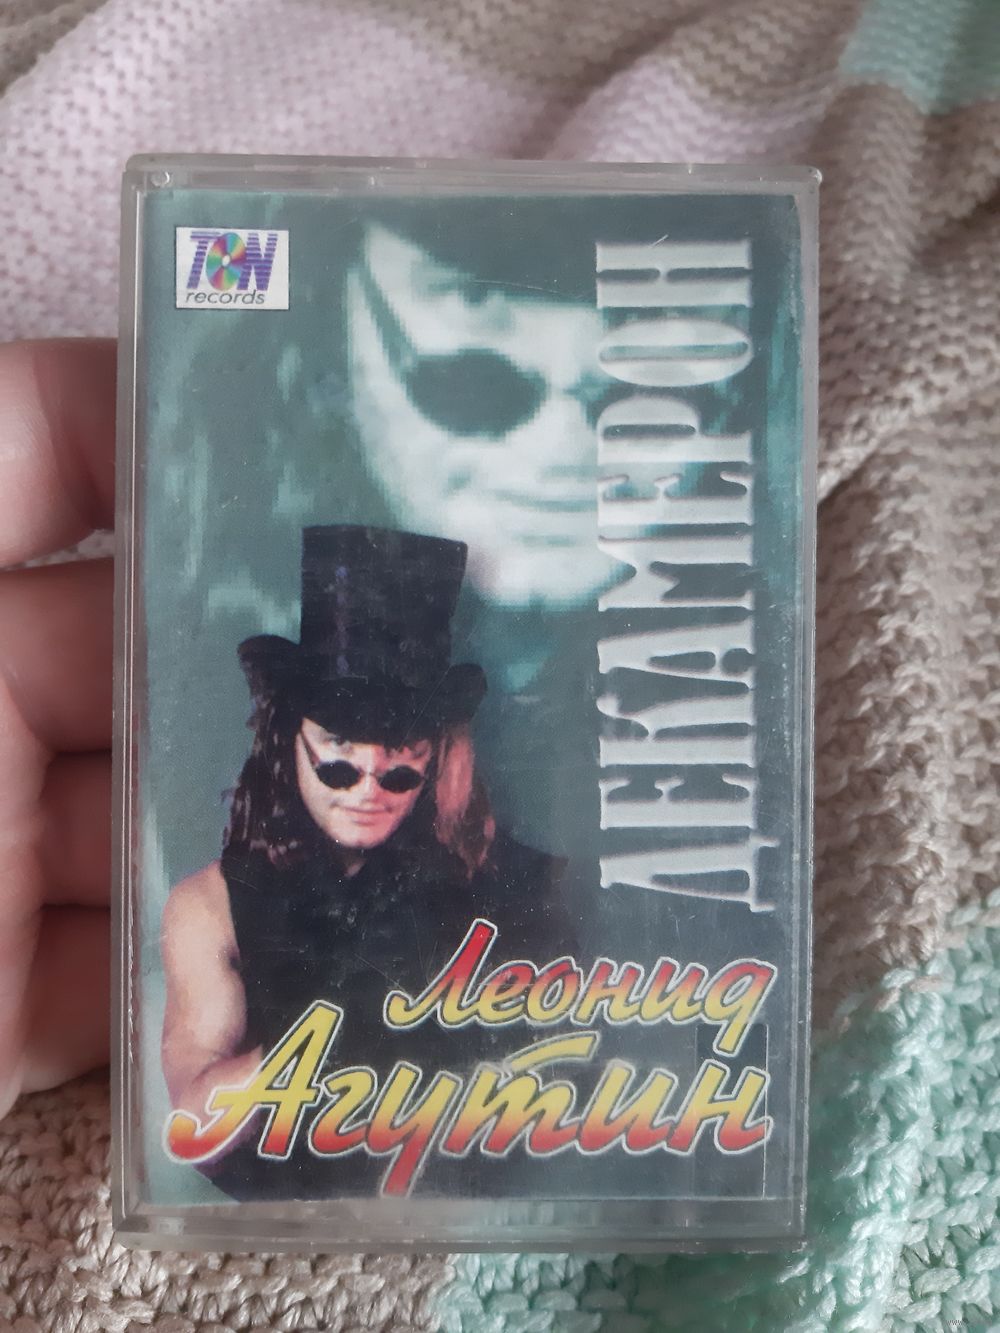 TON
records
ДЕКАМЕРОН
Леонид
Агутин